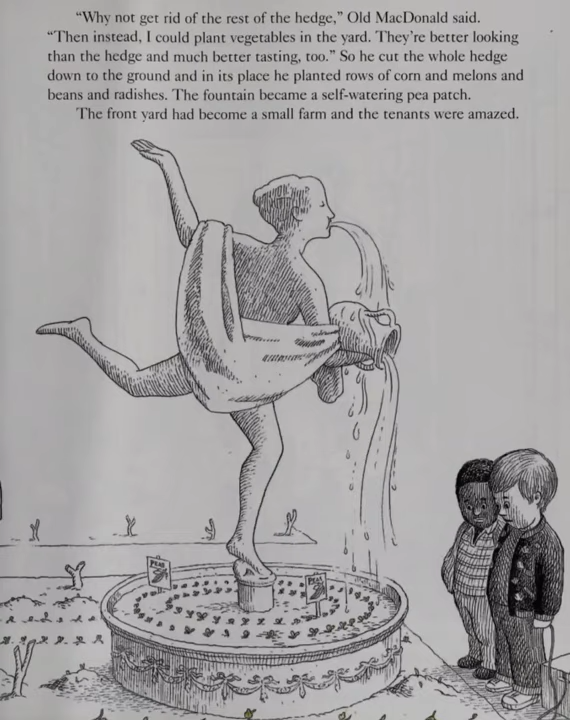 “Why not get rid of the rest of the hedge,” Old MacDonald said.
“Then instead, I could plant vegetables in the yard. They’re better looking
than the hedge and much better tasting, too.” So he cut the whole hedge
down to the ground and in its place he planted rows of corn and melons and
beans and radishes. The fountain became a self-watering pea patch.
The front yard had become a small farm and the tenants were amazed.
PEAS
PEAS